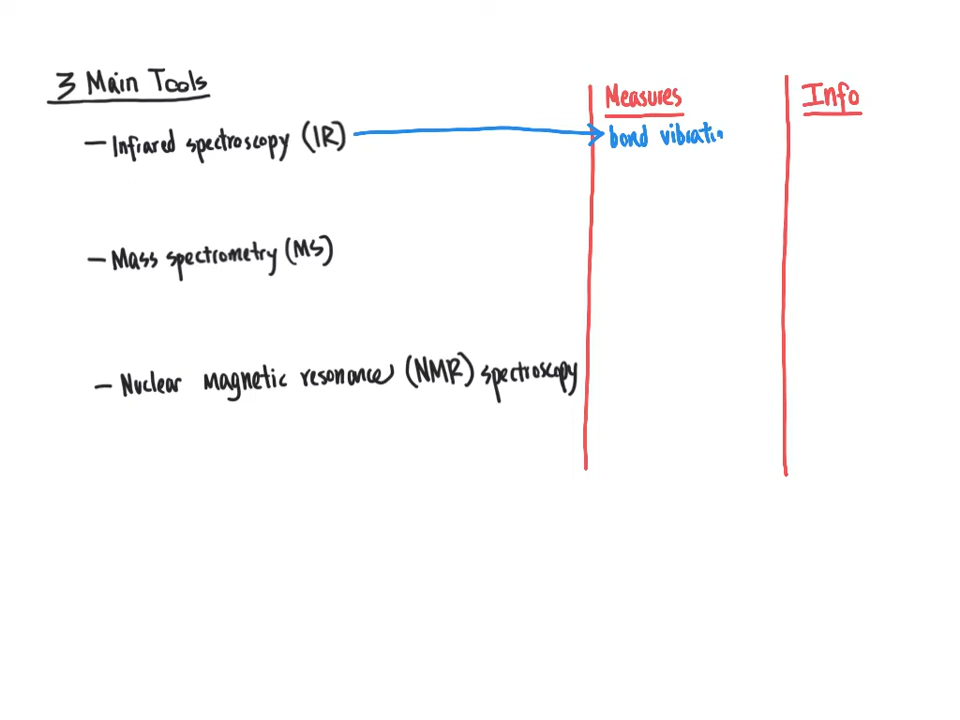 3 Main Tools
Measures
Info
- Infrared spectroscopy (IR)
bond vibratio
- Mass spectrometry (MS)
- Nuclear magnetic resonance (NMR) spectroscopy